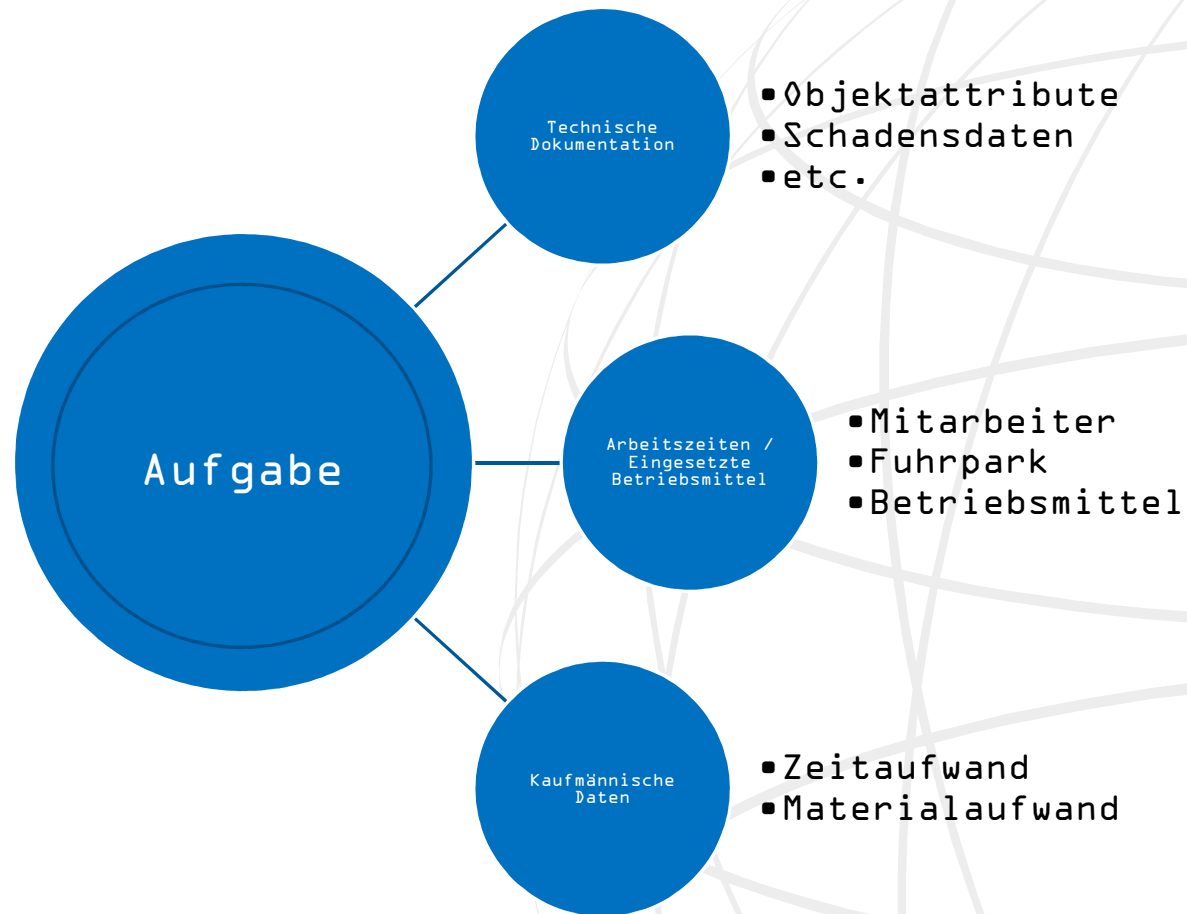 Technische
Dokumentation
▪Objektattribute
▪Schadensdaten
▪etc.
Aufgabe
Arbeitszeiten /
Eingesetzte
Betriebsmittel
▪Mitarbeiter
▪Fuhrpark
▪Betriebsmittel
Kaufmännische
Daten
▪Zeitaufwand
▪Materialaufwand